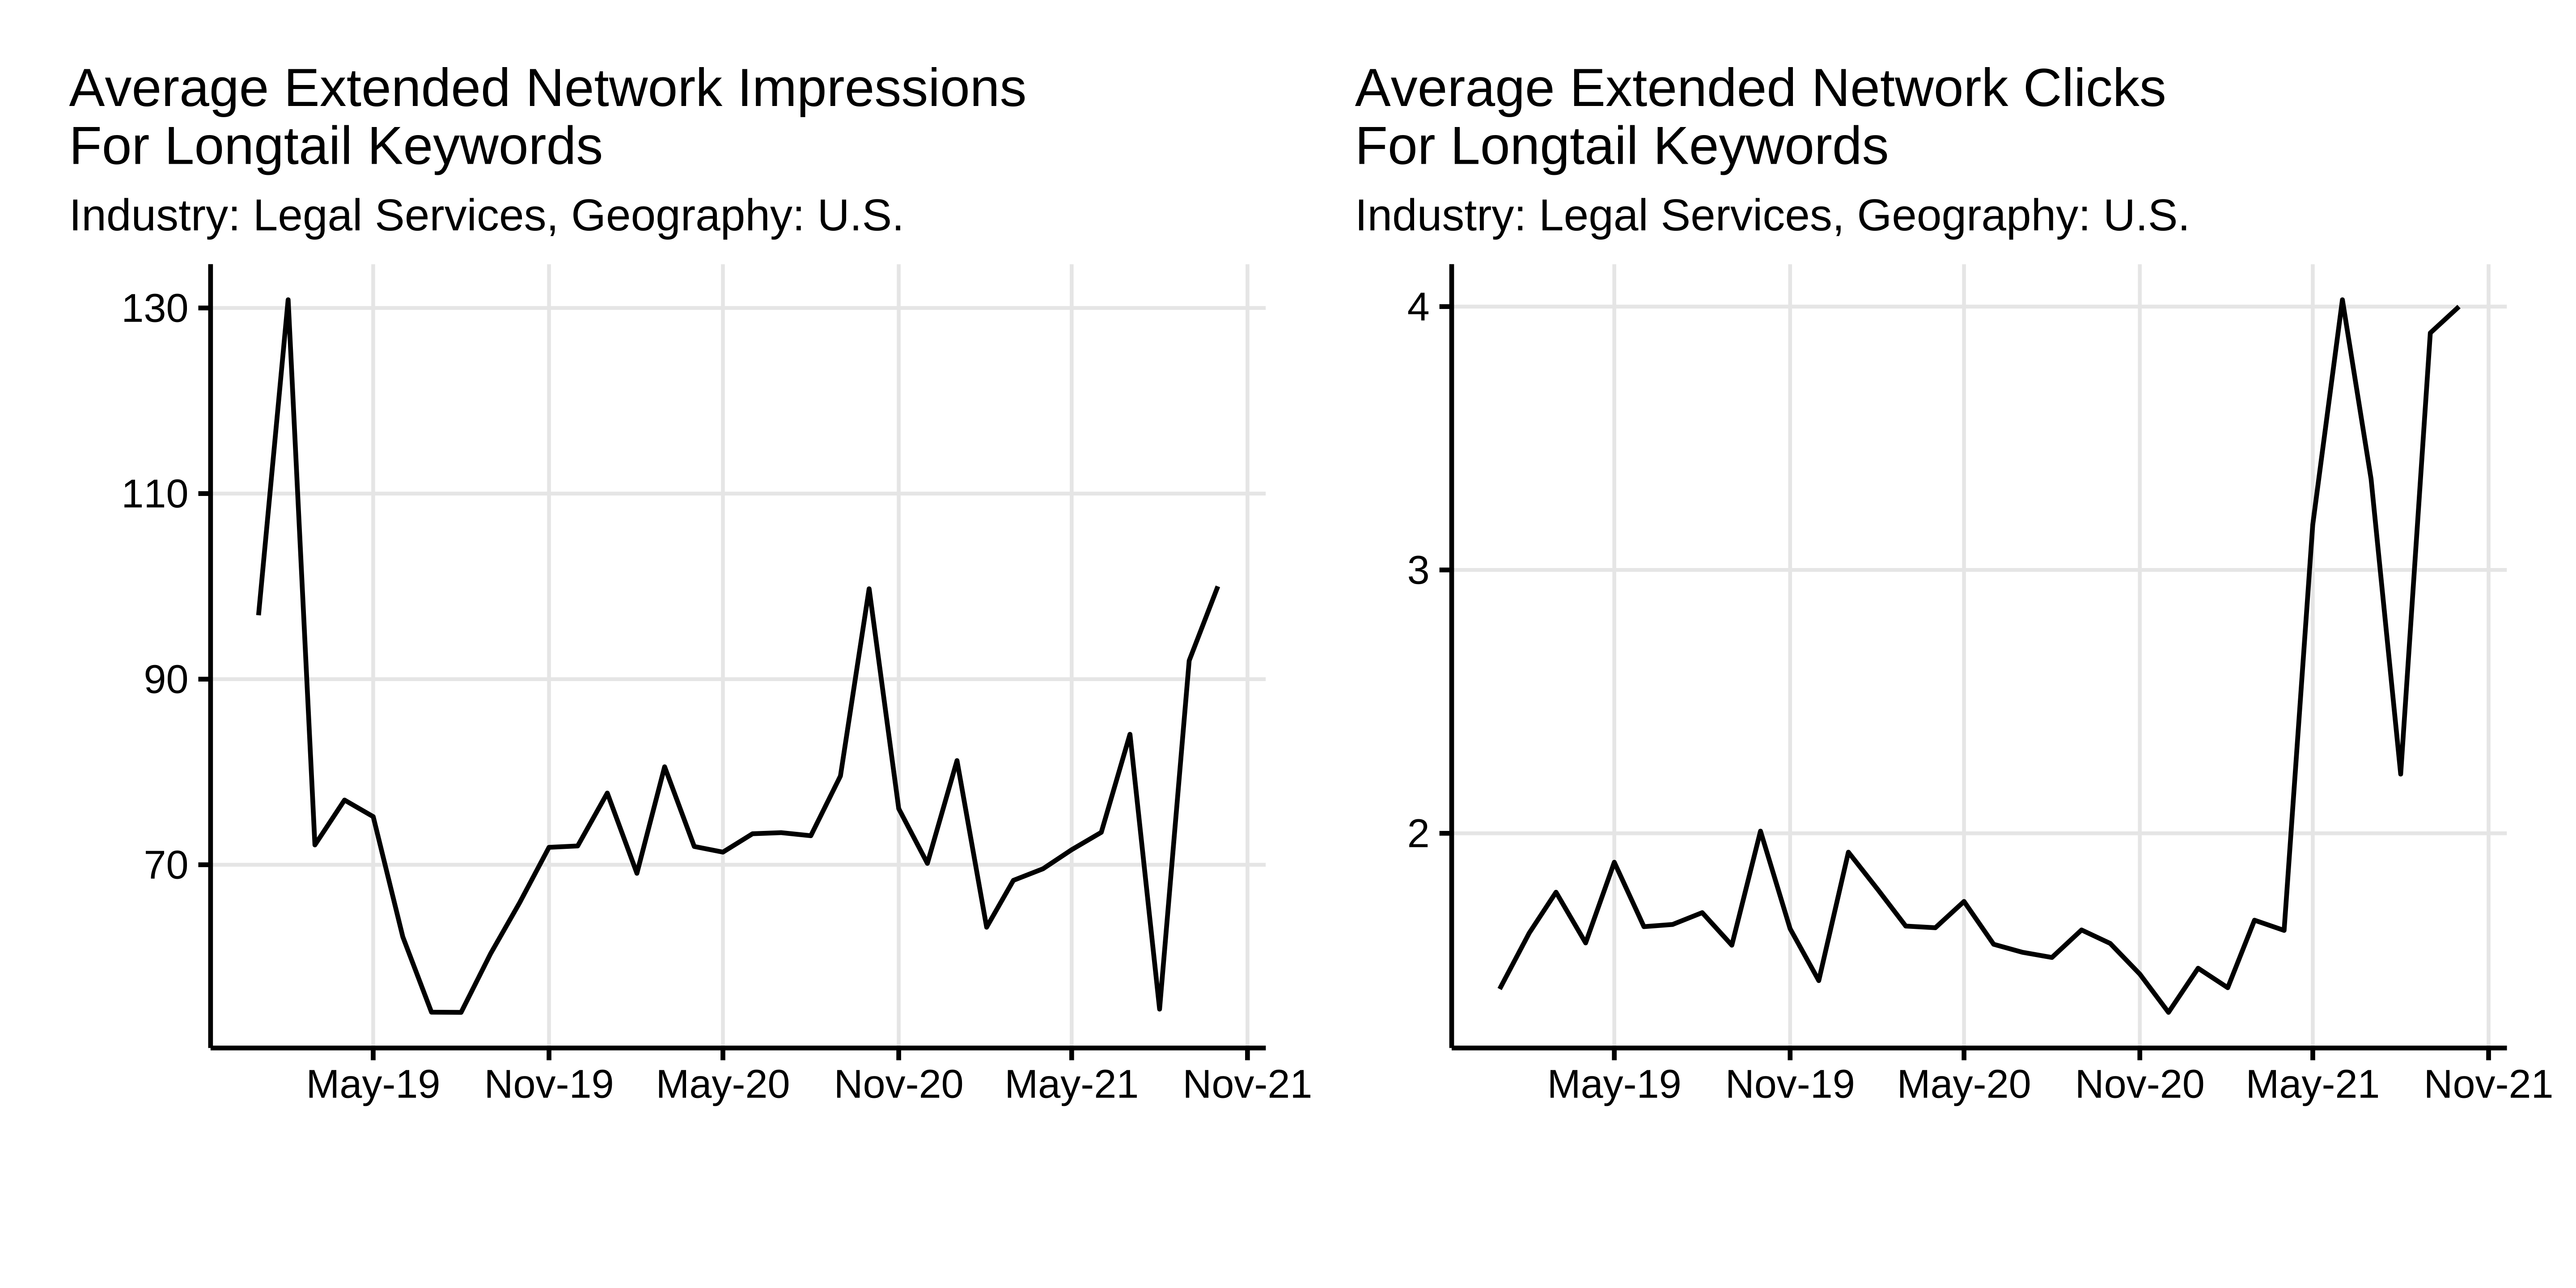 Average Extended Network Impressions
For Longtail Keywords
Industry: Legal Services, Geography: U.S.
130
110
90
70
May-19 Nov-19 May-20 Nov-20 May-21 Nov-21
Average Extended Network Clicks
For Longtail Keywords
Industry: Legal Services, Geography: U.S.
4
3
2
May-19 Nov-19 May-20 Nov-20 May-21 Nov-21